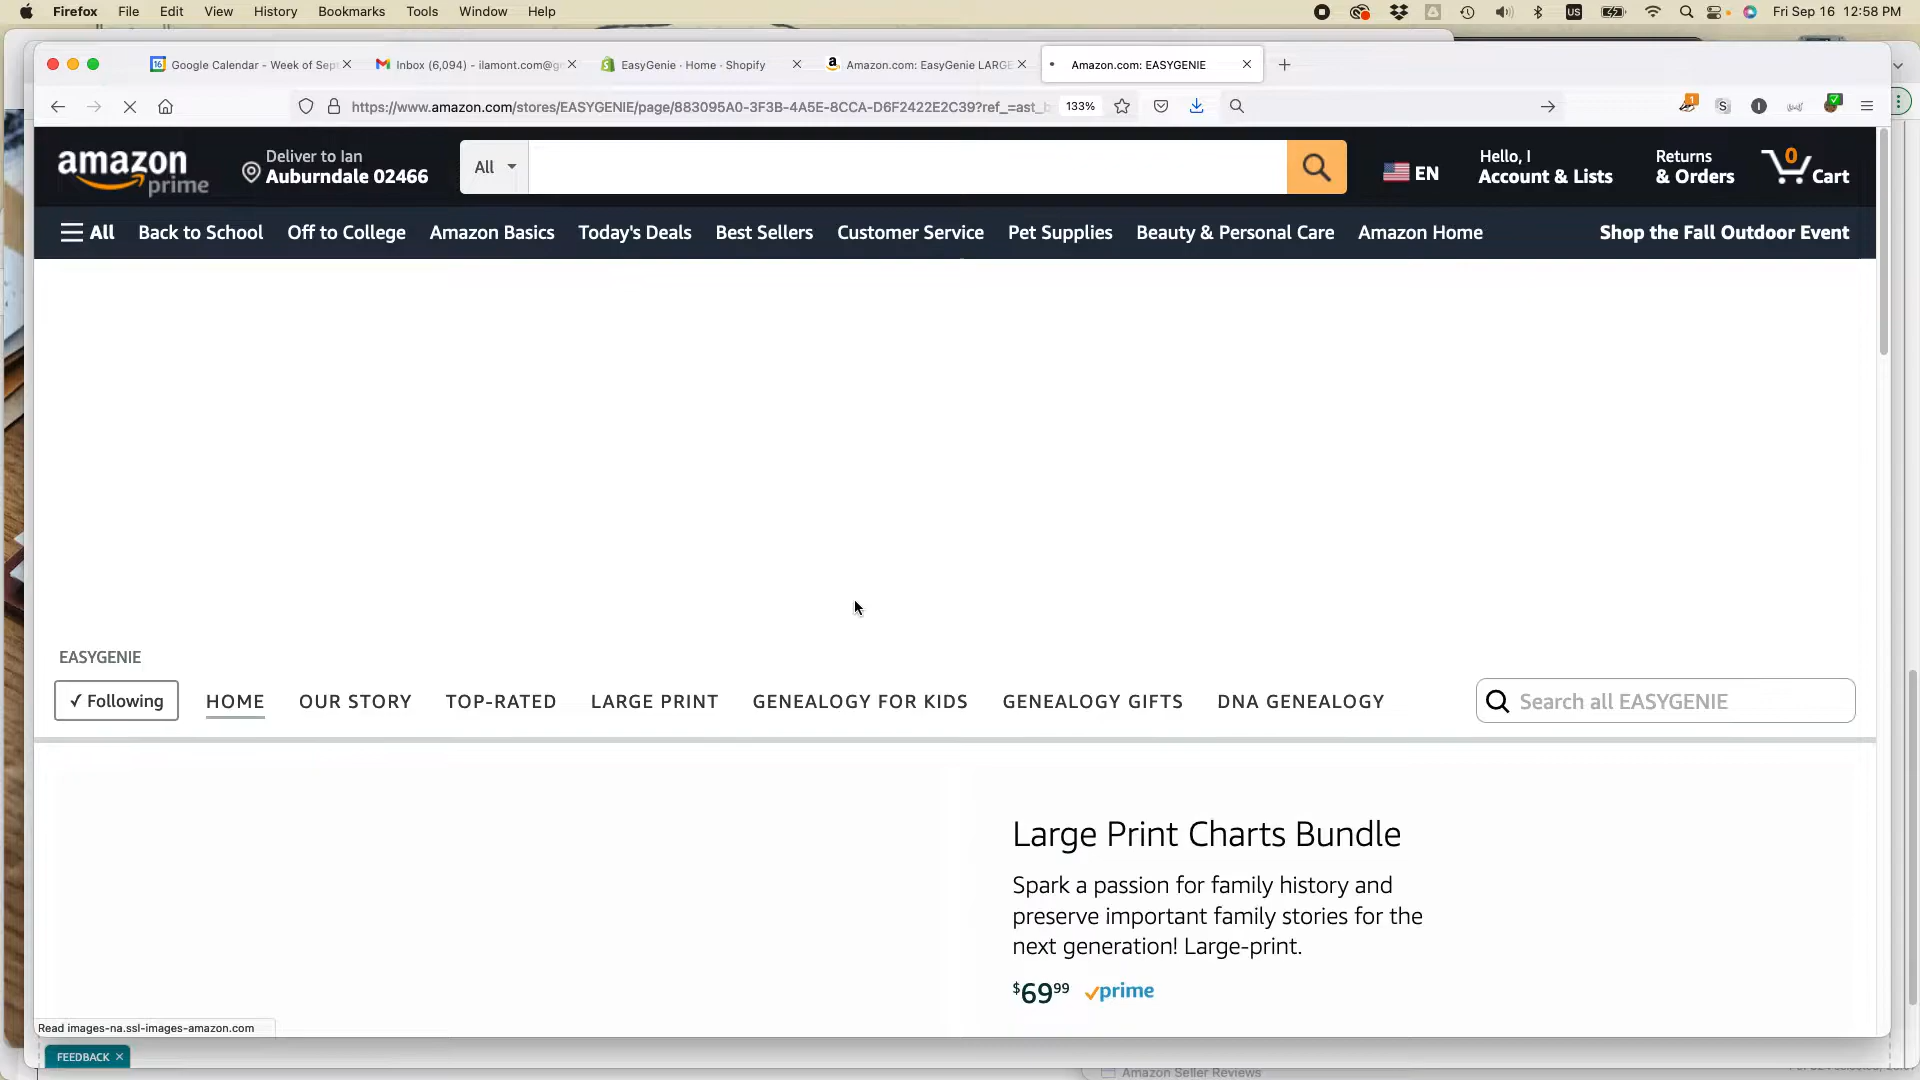 Firefox File Edit View History Bookmarks Tools Window Help US Fri Sep 16 12:58 PM
16 Google Calendar - Week of Sep Inbox (6,094) - ilamont.com@g EasyGenie · Home · Shopify Amazon.com: EasyGenie LARGE Amazon.com: EASYGENIE
https://www.amazon.com/stores/EASYGENIE/page/883095A0-3F3B-4A5E-8CCA-D6F2422E2C39?ref_=ast_b 133% 1 S
amazon prime
Deliver to Ian
Auburndale 02466
All
EN
Hello, I
Account & Lists
Returns
& Orders
0
Cart
All Back to School Off to College Amazon Basics Today's Deals Best Sellers Customer Service Pet Supplies Beauty & Personal Care Amazon Home Shop the Fall Outdoor Event
EASYGENIE
✓ Following HOME OUR STORY TOP-RATED LARGE PRINT GENEALOGY FOR KIDS GENEALOGY GIFTS DNA GENEALOGY Search all EASYGENIE
Large Print Charts Bundle
Spark a passion for family history and
preserve important family stories for the
next generation! Large-print.
$69⁹⁹ prime
Read images-na.ssl-images-amazon.com
FEEDBACK ×
Amazon Seller Reviews